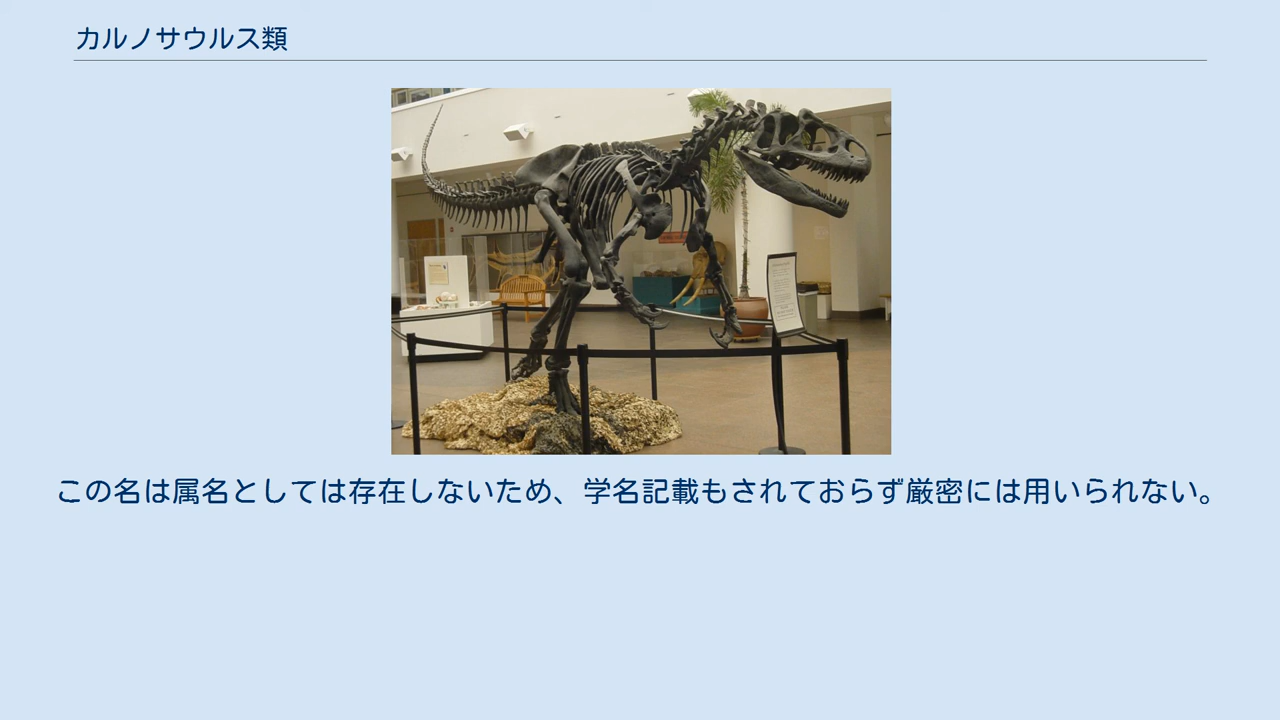 カルノサウルス類
この名は属名としては存在しないため、学名記載もされておらず厳密には用いられない。